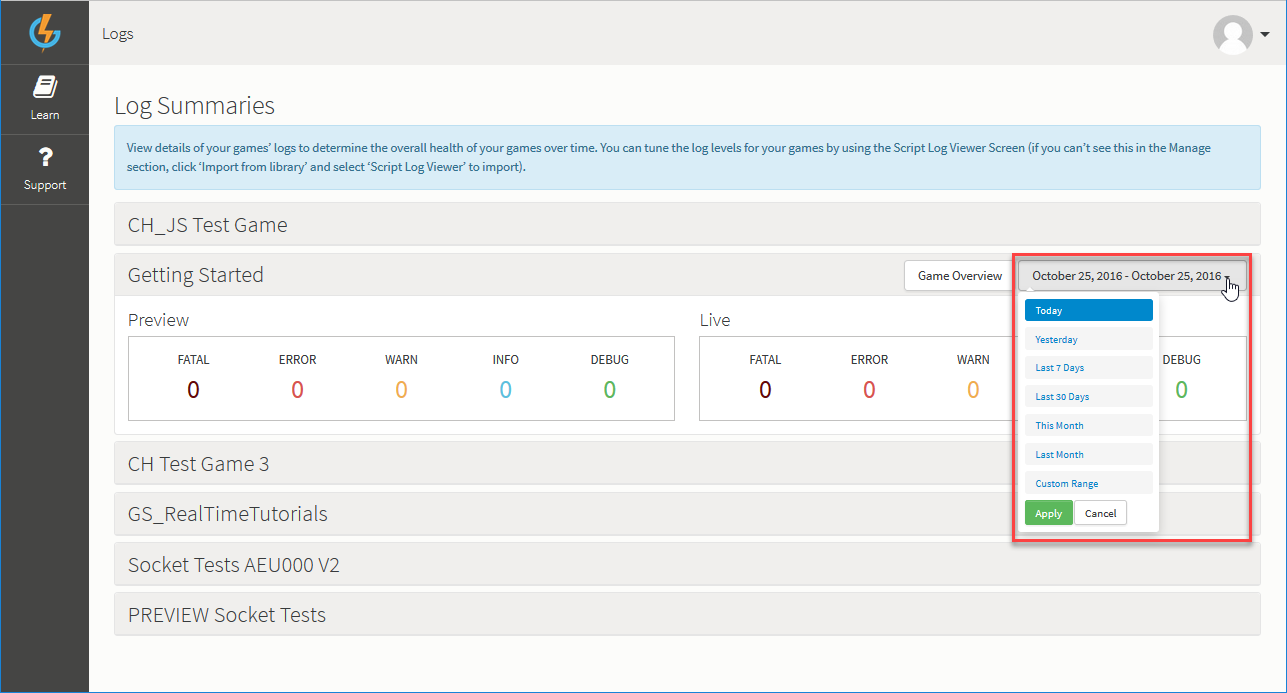 Logs
Learn
Support
Log Summaries
View details of your games' logs to determine the overall health of your games over time. You can tune the log levels for your games by using the Script Log Viewer Screen (if you can't see this in the Manage
section, click ‘Import from library’ and select ‘Script Log Viewer’ to import).
CH_JS Test Game
Getting Started
Game Overview
October 25, 2016 - October 25, 2016
Preview
FATAL ERROR WARN INFO DEBUG
0 0 0 0 0
Live
FATAL ERROR WARN DEBUG
0 0 0 0
Today
Yesterday
Last 7 Days
Last 30 Days
This Month
Last Month
Custom Range
Apply Cancel
CH Test Game 3
GS_RealTimeTutorials
Socket Tests AEU000 V2
PREVIEW Socket Tests